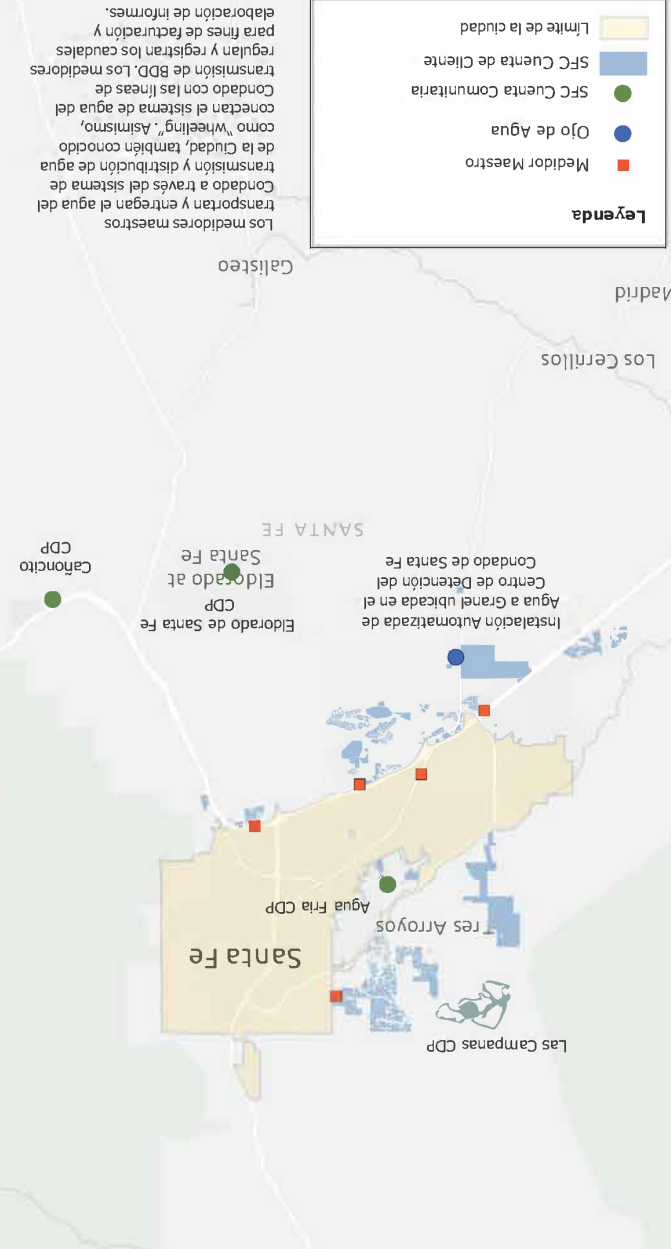 Las Campanas CDP
Santa Fe
Tres Arroyos
Agua Fria CDP
Instalación Automatizada de
Agua a Granel ubicada en el
Centro de Detención del
Condado de Santa Fe
Eldorado de Santa Fe
CDP
Eldorado at
Santa Fe
Cañoncito
CDP
SANTA FE
Los Cerrillos
Madrid
Galisteo
Leyenda
Medidor Maestro
Ojo de Agua
SFC Cuenta Comunitaria
SFC Cuenta de Cliente
Límite de la ciudad
Los medidores maestros
transportan y entregan el agua del
Condado a través del sistema de
transmisión y distribución de agua
de la Ciudad, también conocido
como "wheeling". Asimismo,
conectan el sistema de agua del
Condado con las líneas de
transmisión de BDD. Los medidores
regulan y registran los caudales
para fines de facturación y
elaboración de informes.